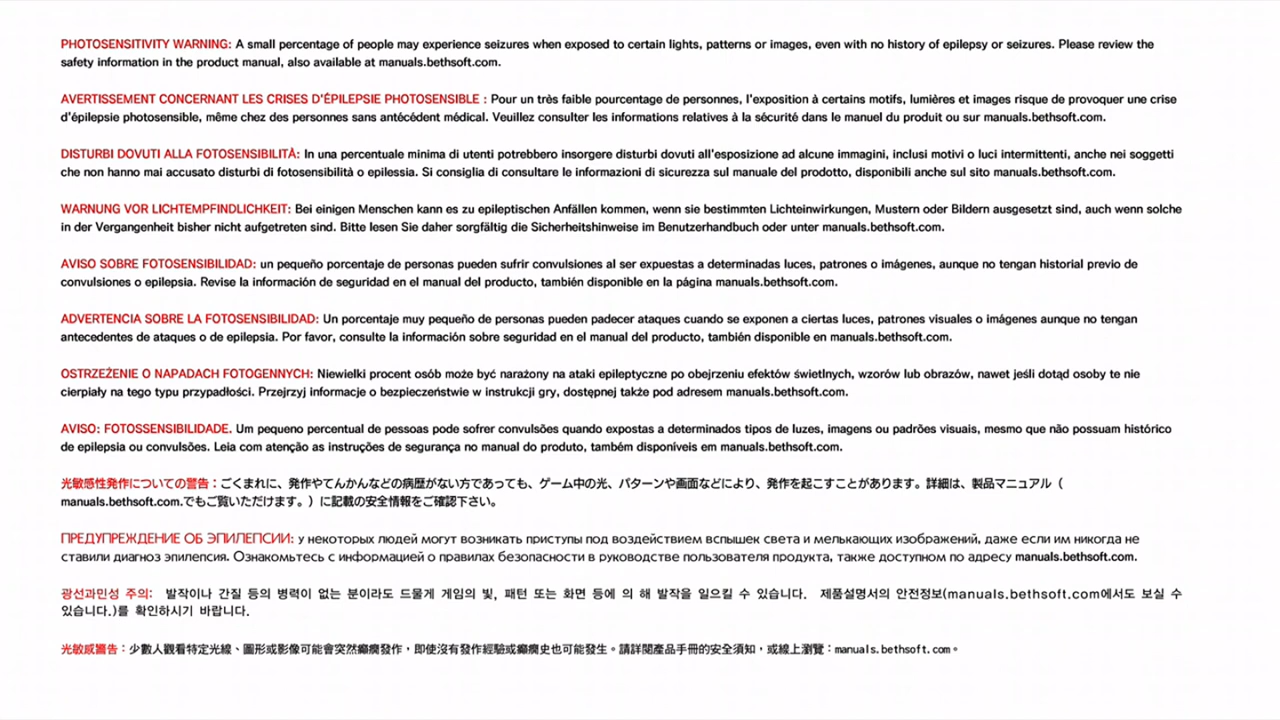 PHOTOSENSITIVITY WARNING: A small percentage of people may experience seizures when exposed to certain lights, patterns or images, even with no history of epilepsy or seizures. Please review the
safety information in the product manual, also available at manuals.bethsoft.com.
AVERTISSEMENT CONCERNANT LES CRISES D'ÉPILEPSIE PHOTOSENSIBLE : Pour un très faible pourcentage de personnes, l'exposition à certains motifs, lumières et images risque de provoquer une crise
d'épilepsie photosensible, même chez des personnes sans antécédent médical. Veuillez consulter les informations relatives à la sécurité dans le manuel du produit ou sur manuals.bethsoft.com.
DISTURBI DOVUTI ALLA FOTOSENSIBILITÀ: In una percentuale minima di utenti potrebbero insorgere disturbi dovuti all'esposizione ad alcune immagini, inclusi motivi o luci intermittenti, anche nei soggetti
che non hanno mai accusato disturbi di fotosensibilità o epilessia. Si consiglia di consultare le informazioni di sicurezza sul manuale del prodotto, disponibili anche sul sito manuals.bethsoft.com.
WARNUNG VOR LICHTEMPFINDLICHKEIT: Bei einigen Menschen kann es zu epileptischen Anfällen kommen, wenn sie bestimmten Lichteinwirkungen, Mustern oder Bildern ausgesetzt sind, auch wenn solche
in der Vergangenheit bisher nicht aufgetreten sind. Bitte lesen Sie daher sorgfältig die Sicherheitshinweise im Benutzerhandbuch oder unter manuals.bethsoft.com.
AVISO SOBRE FOTOSENSIBILIDAD: un pequeño porcentaje de personas pueden sufrir convulsiones al ser expuestas a determinadas luces, patrones o imágenes, aunque no tengan historial previo de
convulsiones o epilepsia. Revise la información de seguridad en el manual del producto, también disponible en la página manuals.bethsoft.com.
ADVERTENCIA SOBRE LA FOTOSENSIBILIDAD: Un porcentaje muy pequeño de personas pueden padecer ataques cuando se exponen a ciertas luces, patrones visuales o imágenes aunque no tengan
antecedentes de ataques o de epilepsia. Por favor, consulte la información sobre seguridad en el manual del producto, también disponible en manuals.bethsoft.com.
OSTRZEŻENIE O NAPADACH FOTOGENNYCH: Niewielki procent osób może być narażony na ataki epileptyczne po obejrzeniu efektów świetlnych, wzorów lub obrazów, nawet jeśli dotąd osoby te nie
cierpiały na tego typu przypadłości. Przejrzyj informacje o bezpieczeństwie w instrukcji gry, dostępnej także pod adresem manuals.bethsoft.com.
AVISO: FOTOSSENSIBILIDADE. Um pequeno percentual de pessoas pode sofrer convulsões quando expostas a determinados tipos de luzes, imagens ou padrões visuais, mesmo que não possuam histórico
de epilepsia ou convulsões. Leia com atenção as instruções de segurança no manual do produto, também disponíveis em manuals.bethsoft.com.
光敏感性発作についての警告：ごくまれに、発作やてんかんなどの病歴がない方であっても、ゲーム中の光、パターンや画面などにより、発作を起こすことがあります。詳細は、製品マニュアル（
manuals.bethsoft.com.でもご覧いただけます。）に記載の安全情報をご確認下さい。
ПРЕДУПРЕЖДЕНИЕ ОБ ЭПИЛЕПСИИ: у некоторых людей могут возникать приступы под воздействием вспышек света и мелькающих изображений, даже если им никогда не
ставили диагноз эпилепсия. Ознакомьтесь с информацией о правилах безопасности в руководстве пользователя продукта, также доступном по адресу manuals.bethsoft.com.
광선과민성 주의: 발작이나 간질 등의 병력이 없는 분이라도 드물게 게임의 빛, 패턴 또는 화면 등에 의 해 발작을 일으킬 수 있습니다. 제품설명서의 안전정보(manuals.bethsoft.com에서도 보실 수
있습니다.)를 확인하시기 바랍니다.
光敏感警告：少數人觀看特定光線、圖形或影像可能會突然癲癇發作，即使沒有發作經驗或癲癇史也可能發生。請詳閱產品手冊的安全須知，或線上瀏覽：manuals.bethsoft.com。